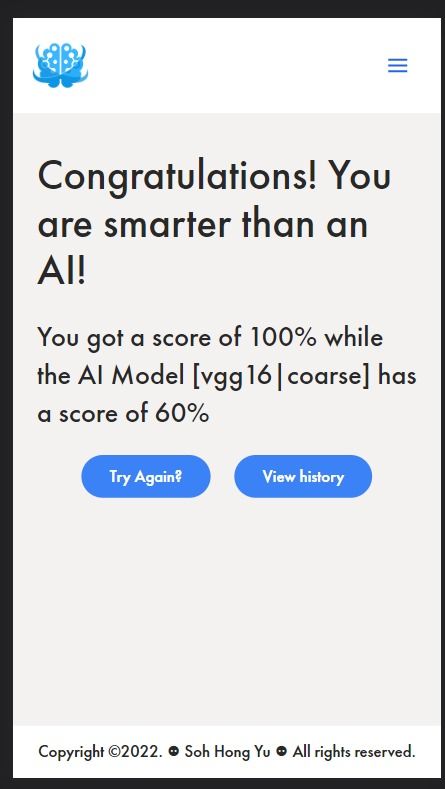 Congratulations! You
are smarter than an
AI!
You got a score of 100% while
the AI Model [vgg16|coarse] has
a score of 60%
Try Again?
View history
Copyright ©2022. 💀 Soh Hong Yu 💀 All rights reserved.